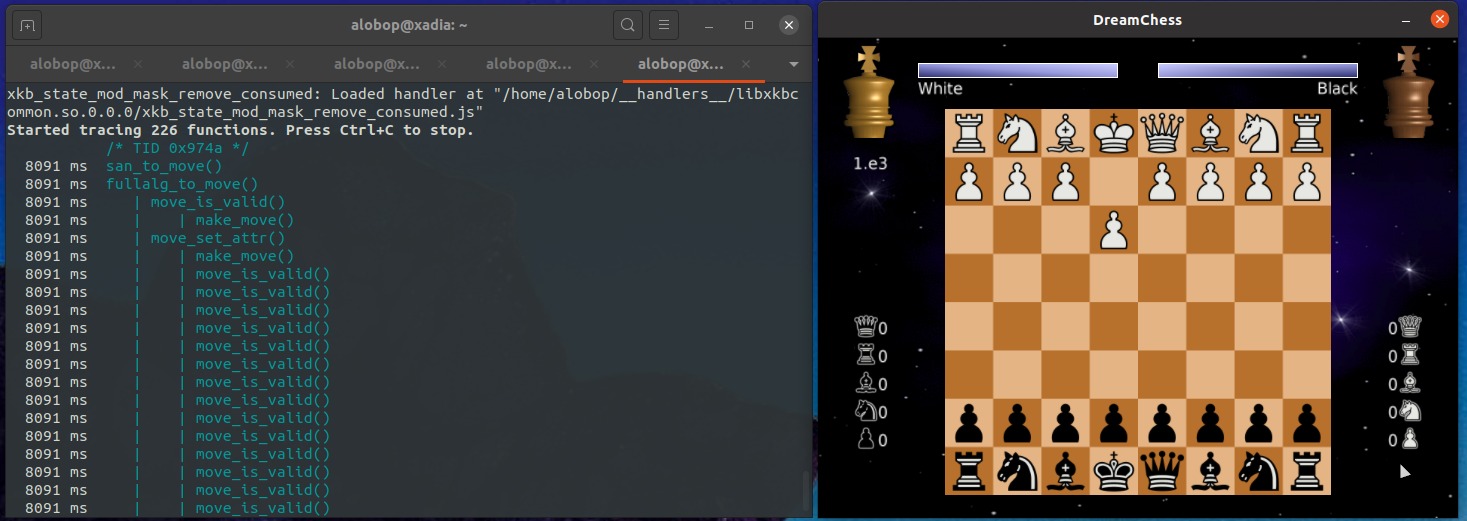 alobop@xadia: ~
alobop@x...
alobop@x...
alobop@x...
alobop@x...
alobop@x...
xkb_state_mod_mask_remove_consumed: Loaded handler at "/home/alobop/__handlers__/libxkbc
ommon.so.0.0.0/xkb_state_mod_mask_remove_consumed.js"
Started tracing 226 functions. Press Ctrl+C to stop.
/* TID 0x974a */
8091 ms  san_to_move()
8091 ms  fullalg_to_move()
8091 ms     | move_is_valid()
8091 ms     |    | make_move()
8091 ms     | move_set_attr()
8091 ms     |    | make_move()
8091 ms     |    | move_is_valid()
8091 ms     |    | move_is_valid()
8091 ms     |    | move_is_valid()
8091 ms     |    | move_is_valid()
8091 ms     |    | move_is_valid()
8091 ms     |    | move_is_valid()
8091 ms     |    | move_is_valid()
8091 ms     |    | move_is_valid()
8091 ms     |    | move_is_valid()
8091 ms     |    | move_is_valid()
8091 ms     |    | move_is_valid()
8091 ms     |    | move_is_valid()
8091 ms     |    | move_is_valid()
8091 ms     |    | move_is_valid()
DreamChess
White
Black
1.e3
0
0
0
0
0
0
0
0
0
0